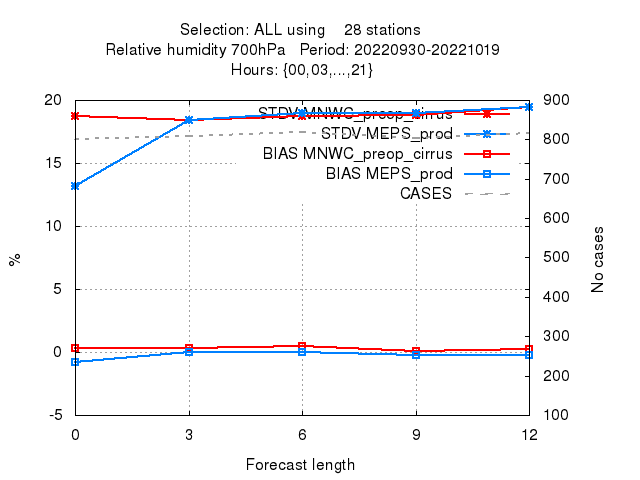 Selection: ALL using 28 stations
Relative humidity 700hPa Period: 20220930-20221019
Hours: {00,03,...,21}
20 900
STDV MNWC_preop_cirrus
STDV MEPS_prod
800
BIAS MNWC_preop_cirrus
15
BIAS MEPS_prod
700
CASES
600
10
500
%
No cases
5
400
300
0
200
-5 100
0 3 6 9 12
Forecast length